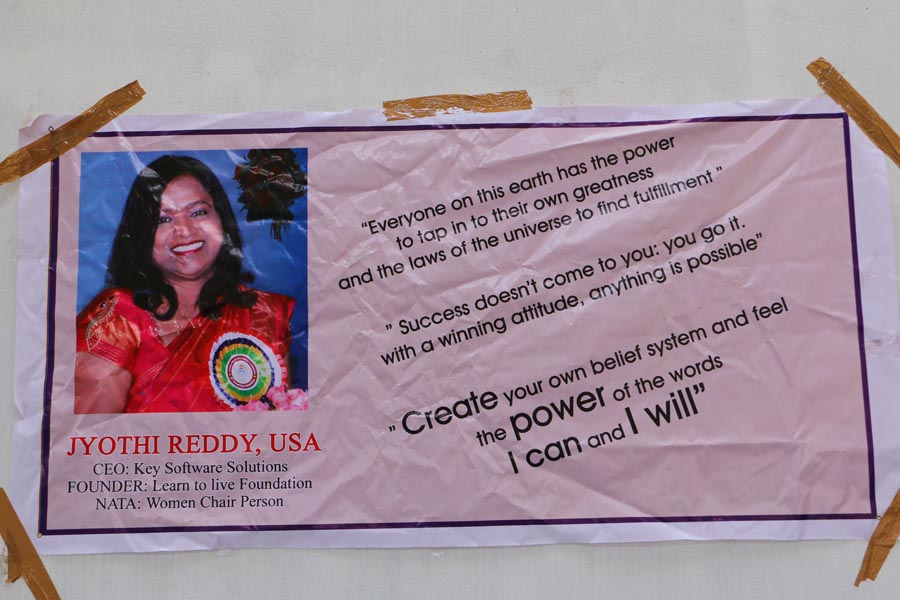 "Everyone on this earth has the power
to tap in to their own greatness
and the laws of the universe to find fulfillment"
" Success doesn't come to you: you go it.
with a winning attitude, anything is possible"
" Create your own belief system and feel
the power of the words
I can and I will"
JYOTHI REDDY, USA
CEO: Key Software Solutions
FOUNDER: Learn to live Foundation
NATA: Women Chair Person